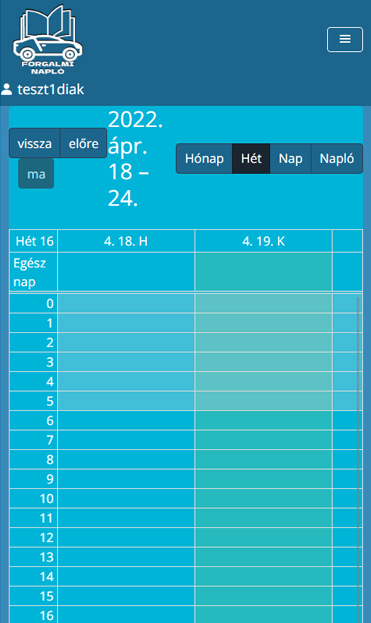 FORGALMI
NAPLÓ
teszt1diak
vissza előre
ma
2022.
ápr.
18 –
24.
Hónap Hét Nap Napló
Hét 16 4. 18. H 4. 19. K
Egész
nap
0
1
2
3
4
5
6
7
8
9
10
11
12
13
14
15
16